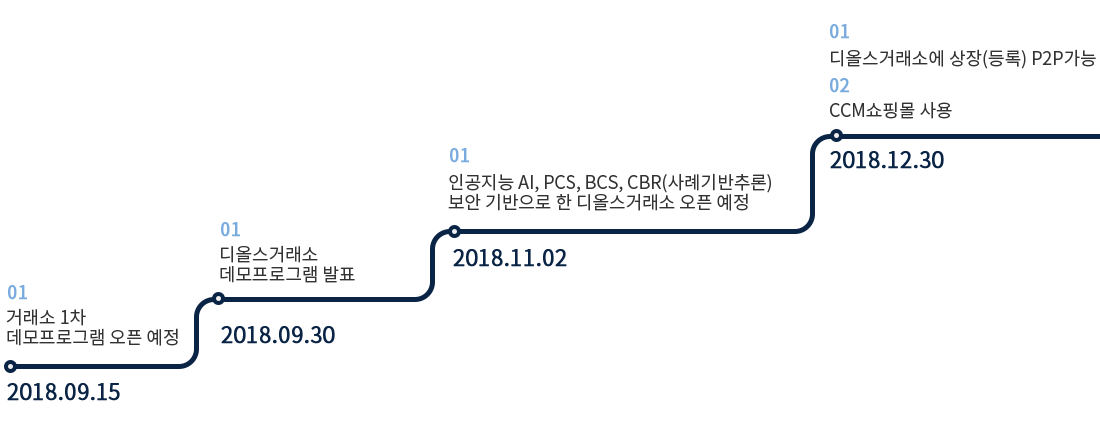 01
거래소 1차
데모프로그램 오픈 예정
2018.09.15
01
디올스거래소
데모프로그램 발표
2018.09.30
01
인공지능 AI, PCS, BCS, CBR(사례기반추론)
보안 기반으로 한 디올스거래소 오픈 예정
2018.11.02
01
디올스거래소에 상장(등록) P2P가능
02
CCM쇼핑몰 사용
2018.12.30